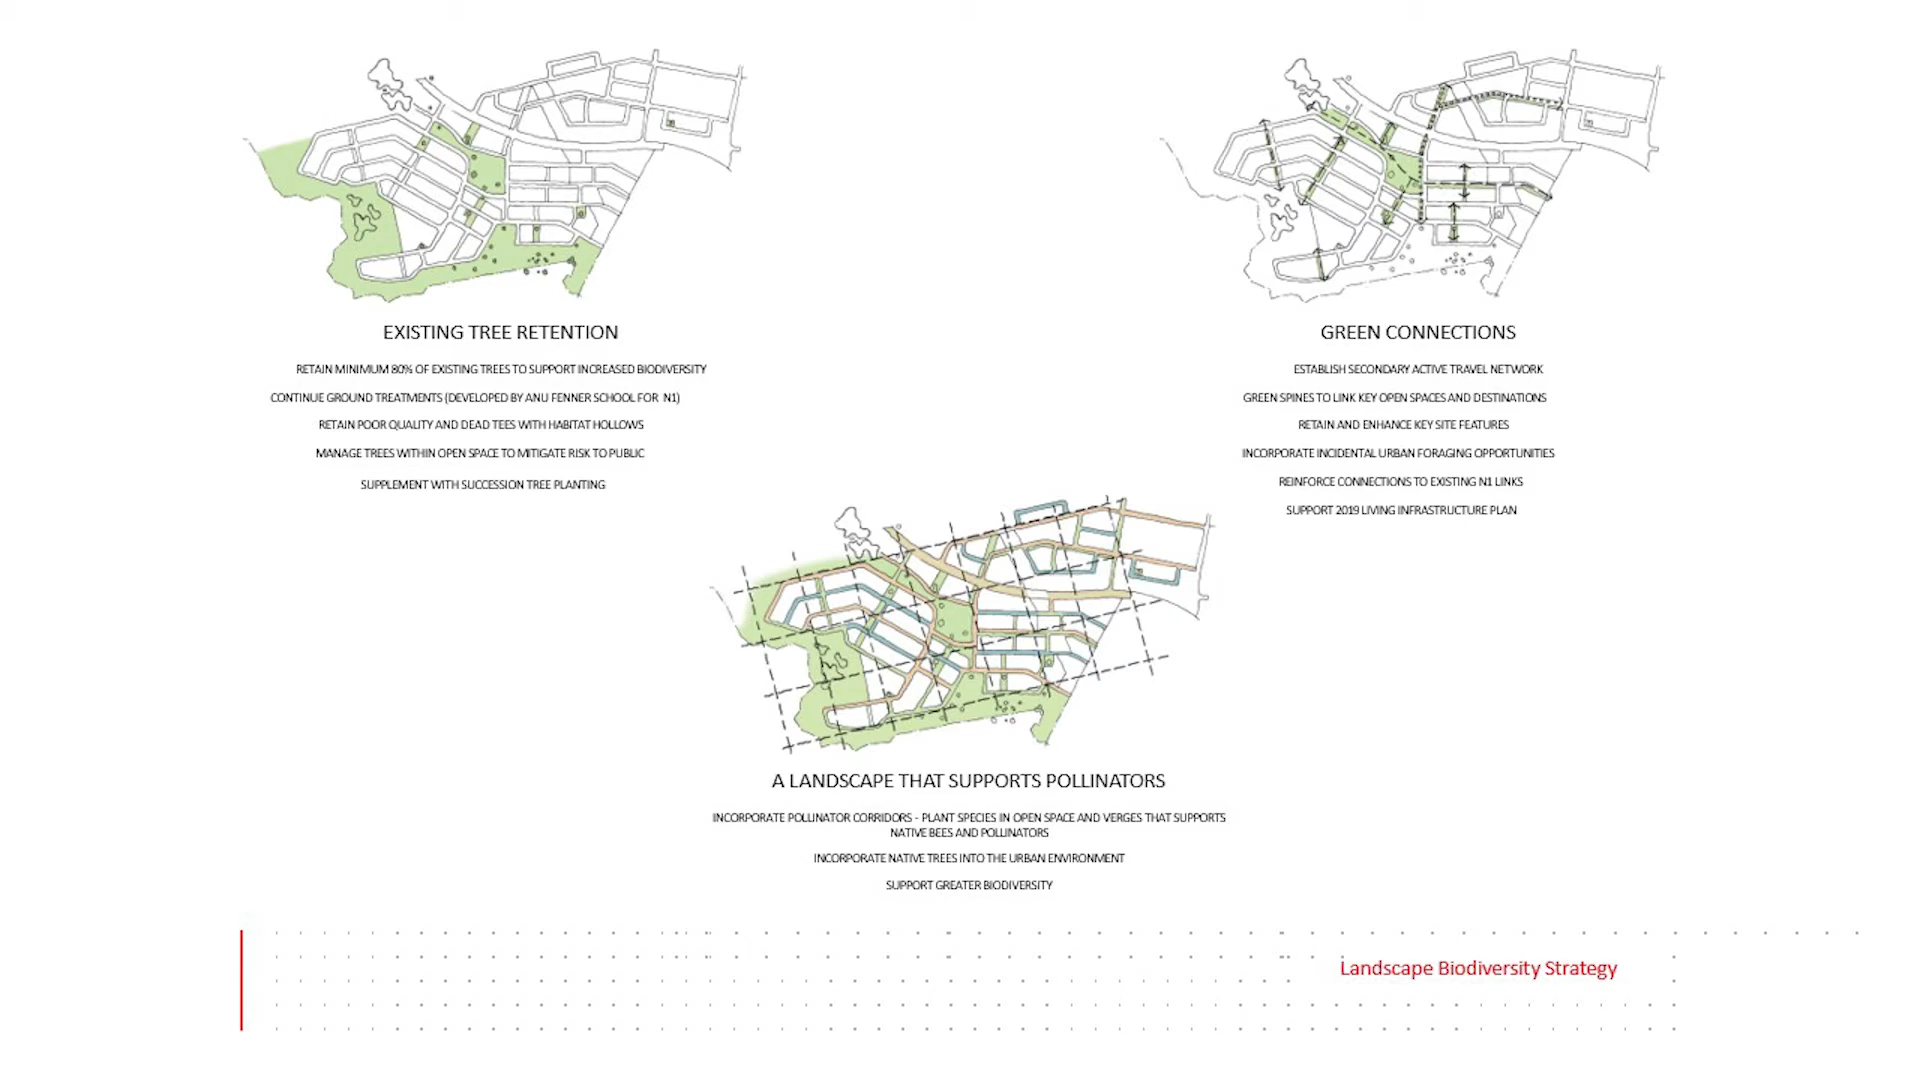 EXISTING TREE RETENTION
RETAIN MINIMUM 80% OF EXISTING TREES TO SUPPORT INCREASED BIODIVERSITY
CONTINUE GROUND TREATMENTS (DEVELOPED BY ANU FENNER SCHOOL FOR N1)
RETAIN POOR QUALITY AND DEAD TEES WITH HABITAT HOLLOWS
MANAGE TREES WITHIN OPEN SPACE TO MITIGATE RISK TO PUBLIC
SUPPLEMENT WITH SUCCESSION TREE PLANTING
GREEN CONNECTIONS
ESTABLISH SECONDARY ACTIVE TRAVEL NETWORK
GREEN SPINES TO LINK KEY OPEN SPACES AND DESTINATIONS
RETAIN AND ENHANCE KEY SITE FEATURES
INCORPORATE INCIDENTAL URBAN FORAGING OPPORTUNITIES
REINFORCE CONNECTIONS TO EXISTING N1 LINKS
SUPPORT 2019 LIVING INFRASTRUCTURE PLAN
A LANDSCAPE THAT SUPPORTS POLLINATORS
INCORPORATE POLLINATOR CORRIDORS - PLANT SPECIES IN OPEN SPACE AND VERGES THAT SUPPORTS
NATIVE BEES AND POLLINATORS
INCORPORATE NATIVE TREES INTO THE URBAN ENVIRONMENT
SUPPORT GREATER BIODIVERSITY
Landscape Biodiversity Strategy